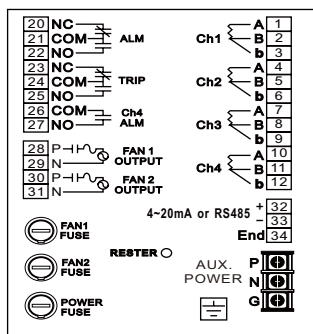 20 NC
21 COM ALM
22 NO
23 NC
24 COM TRIP
25 NO
26 COM Ch4
27 NO ALM
28 P FAN 1
29 N OUTPUT
30 P FAN 2
31 N OUTPUT
FAN1
FUSE
FAN2
FUSE
POWER
FUSE
RESTER
A 1
Ch1 B 2
b 3
A 4
Ch2 B 5
b 6
A 7
Ch3 B 8
b 9
A 10
Ch4 B 11
b 12
+ 32
4~20mA or RS485 − 33
End 34
AUX. P
POWER N
G